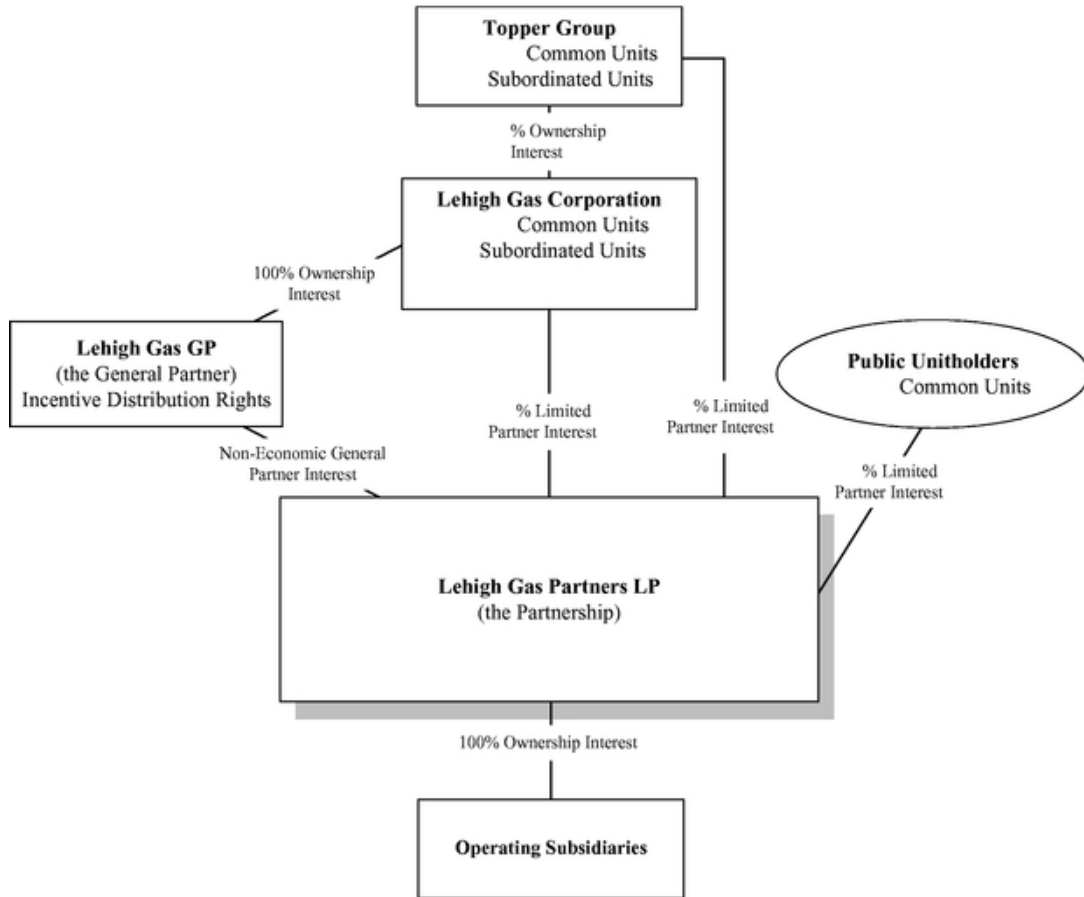 Topper Group
Common Units
Subordinated Units
% Ownership
Interest
Lehigh Gas Corporation
Common Units
Subordinated Units
100% Ownership
Interest
Lehigh Gas GP
(the General Partner)
Incentive Distribution Rights
Public Unitholders
Common Units
% Limited
Partner Interest
% Limited
Partner Interest
Non-Economic General
Partner Interest
% Limited
Partner Interest
Lehigh Gas Partners LP
(the Partnership)
100% Ownership Interest
Operating Subsidiaries